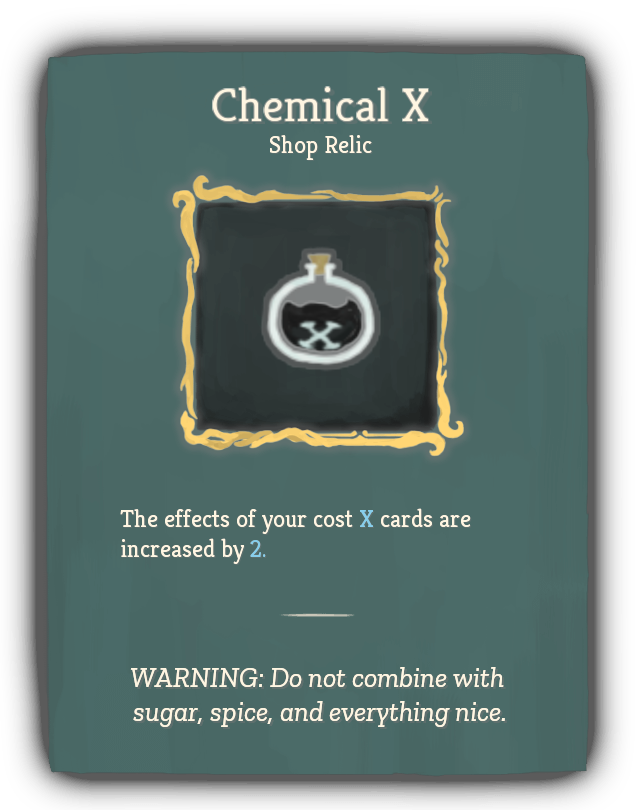 Chemical X
Shop Relic
X
The effects of your cost X cards are
increased by 2.
WARNING: Do not combine with
sugar, spice, and everything nice.